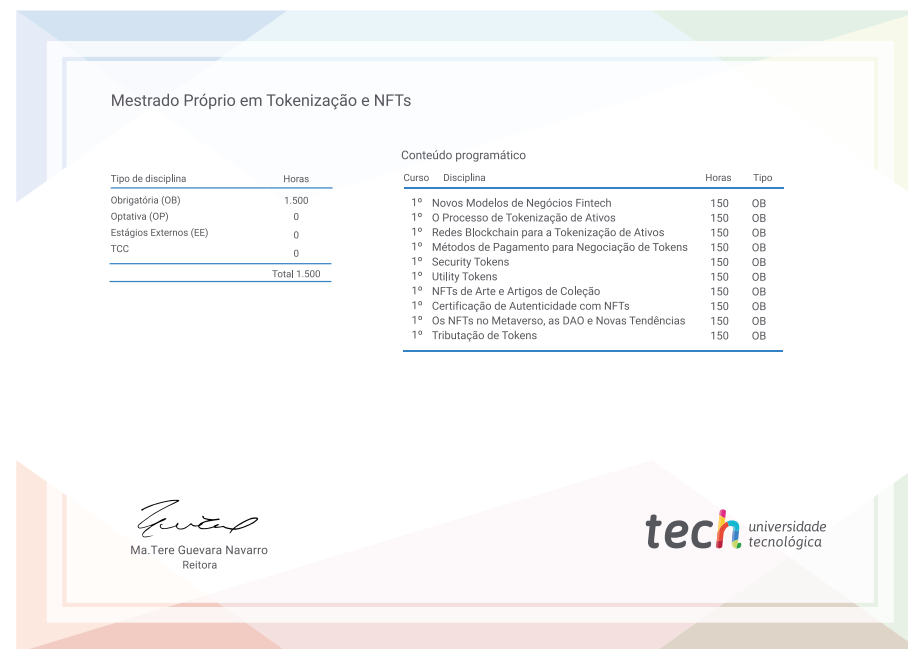 Mestrado Próprio em Tokenização e NFTs
Tipo de disciplina Horas
Obrigatória (OB) 1.500
Optativa (OP) 0
Estágios Externos (EE) 0
TCC 0
Total 1.500
Conteúdo programático
Curso Disciplina Horas Tipo
1º Novos Modelos de Negócios Fintech 150 OB
1º O Processo de Tokenização de Ativos 150 OB
1º Redes Blockchain para a Tokenização de Ativos 150 OB
1º Métodos de Pagamento para Negociação de Tokens 150 OB
1º Security Tokens 150 OB
1º Utility Tokens 150 OB
1º NFTs de Arte e Artigos de Coleção 150 OB
1º Certificação de Autenticidade com NFTs 150 OB
1º Os NFTs no Metaverso, as DAO e Novas Tendências 150 OB
1º Tributação de Tokens 150 OB
Ma.Tere Guevara Navarro
Reitora
tech universidade
tecnológica